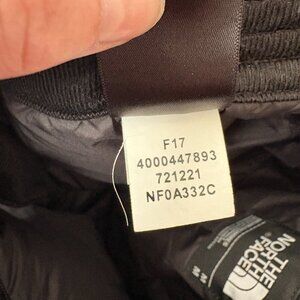 F17
4000447893
721221
NF0A332C
THE
NORTH
FACE